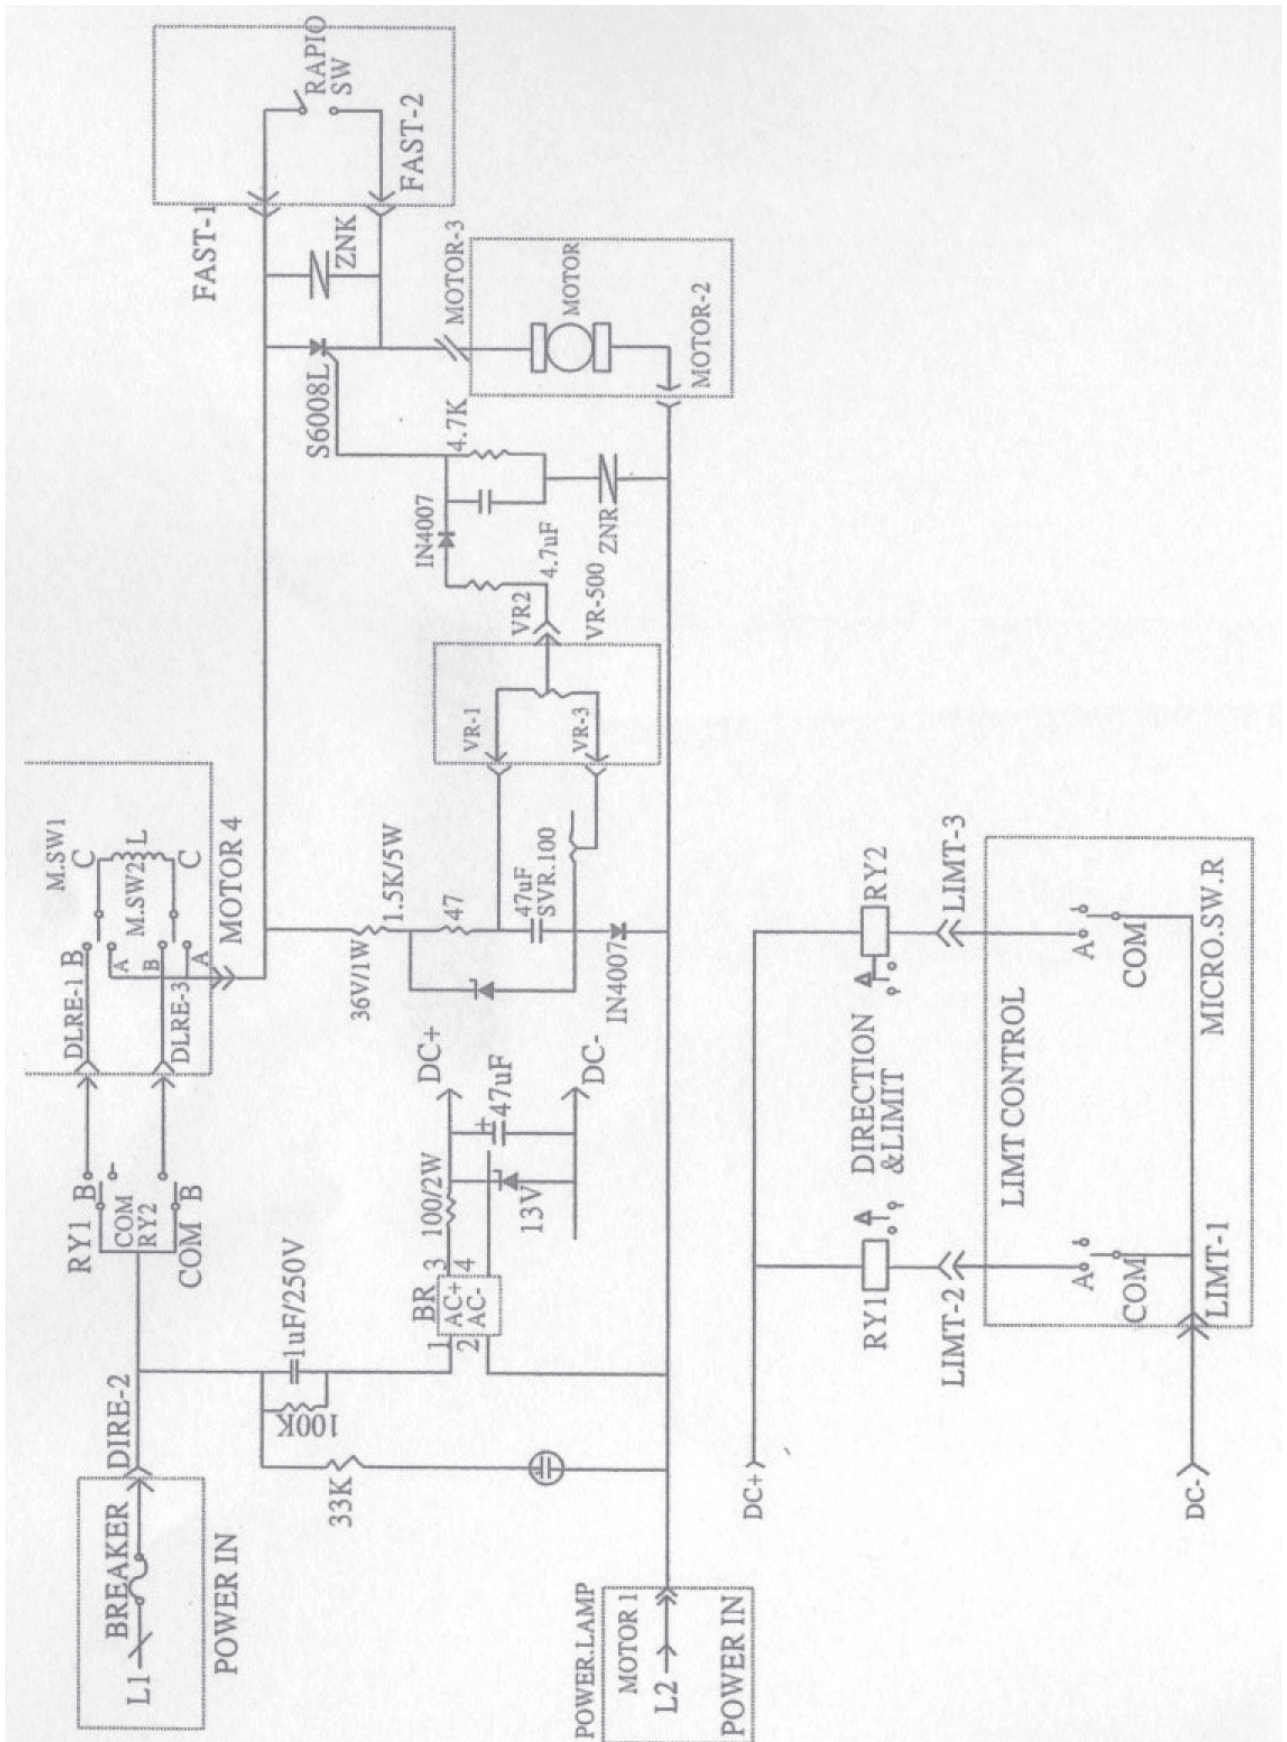 L1
BREAKER
POWER IN
DIRE-2
RY1
B
COM
RY2
COM
B
DLRE-1
B
A
B
DLRE-3
A
M.SW1
C
M.SW2
L
C
MOTOR 4
FAST-1
RAPIO
SW
FAST-2
ZNK
S6008L
MOTOR-3
MOTOR
MOTOR-2
33K
100K
1uF/250V
BR
1
AC+
3
2
AC-
4
100/2W
DC+
+
47uF
13V
DC-
36V/1W
1.5K/5W
47
47uF
SVR.100
IN4007
VR-1
VR-3
VR2
VR-500
IN4007
4.7K
4.7uF
ZNR
POWER.LAMP
MOTOR 1
L2
POWER IN
DC+
RY1
DIRECTION
&LIMIT
RY2
LIMT-2
LIMT-3
LIMT CONTROL
A
COM
A
COM
LIMT-1
MICRO.SW.R
DC-